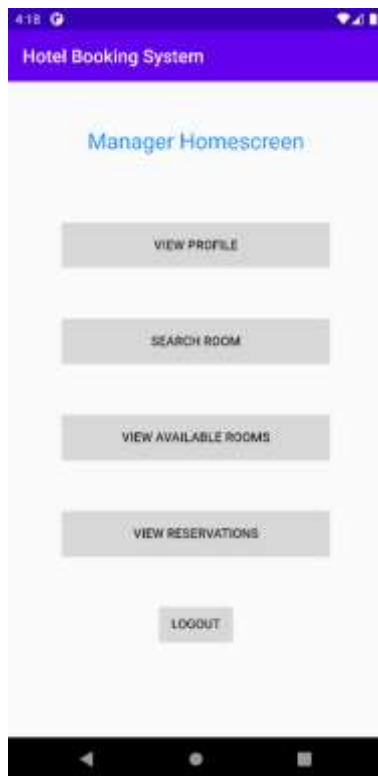 4:18
Hotel Booking System
Manager Homescreen
VIEW PROFILE
SEARCH ROOM
VIEW AVAILABLE ROOMS
VIEW RESERVATIONS
LOGOUT